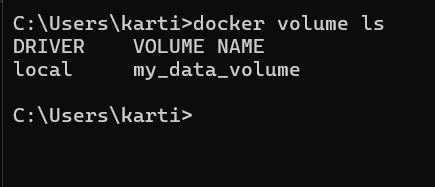 C:\Users\karti>docker volume ls
DRIVER    VOLUME NAME
local     my_data_volume
C:\Users\karti>